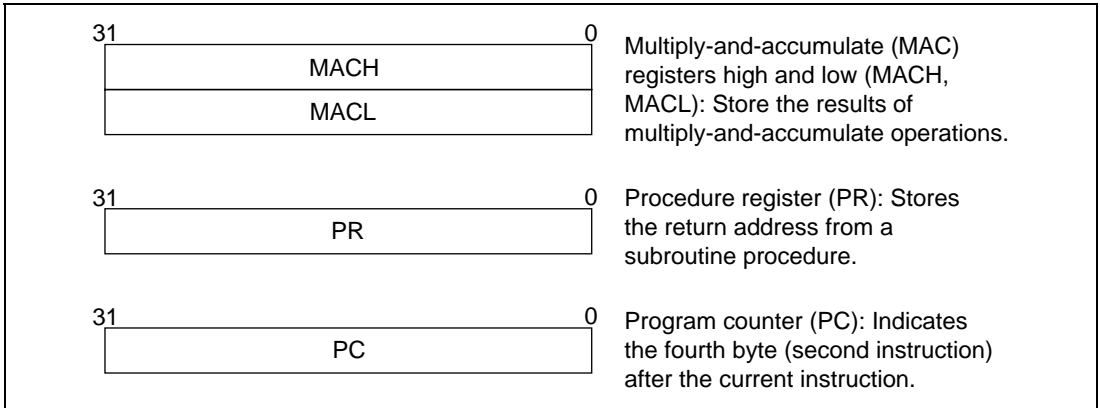 31 0
MACH
MACL
Multiply-and-accumulate (MAC)
registers high and low (MACH,
MACL): Store the results of
multiply-and-accumulate operations.
31 0
PR
Procedure register (PR): Stores
the return address from a
subroutine procedure.
31 0
PC
Program counter (PC): Indicates
the fourth byte (second instruction)
after the current instruction.